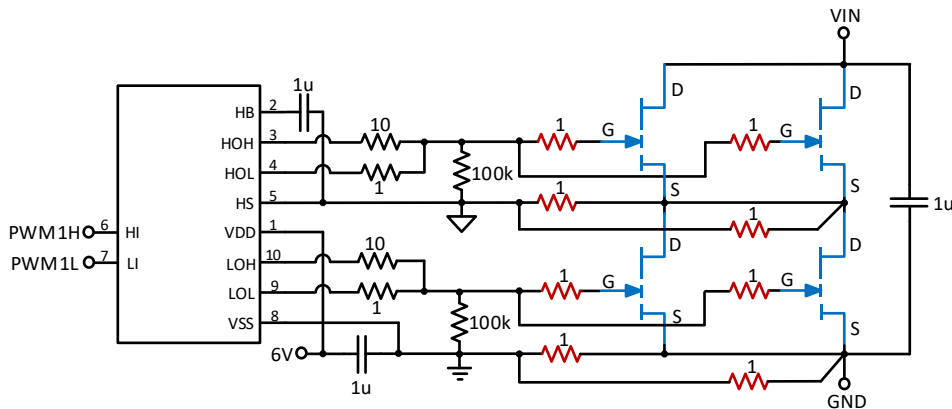 VIN
1u
D
D
HB 2
HOH 3
10
1
G
1
G
HOL 4
1
100k
S
S
HS 5
1
1u
PWM1H 6 HI
VDD 1
1
D
D
PWM1L 7 LI
LOH 10
10
LOL 9
1
1
G
1
G
VSS 8
100k
S
S
6V
1u
1
1
GND